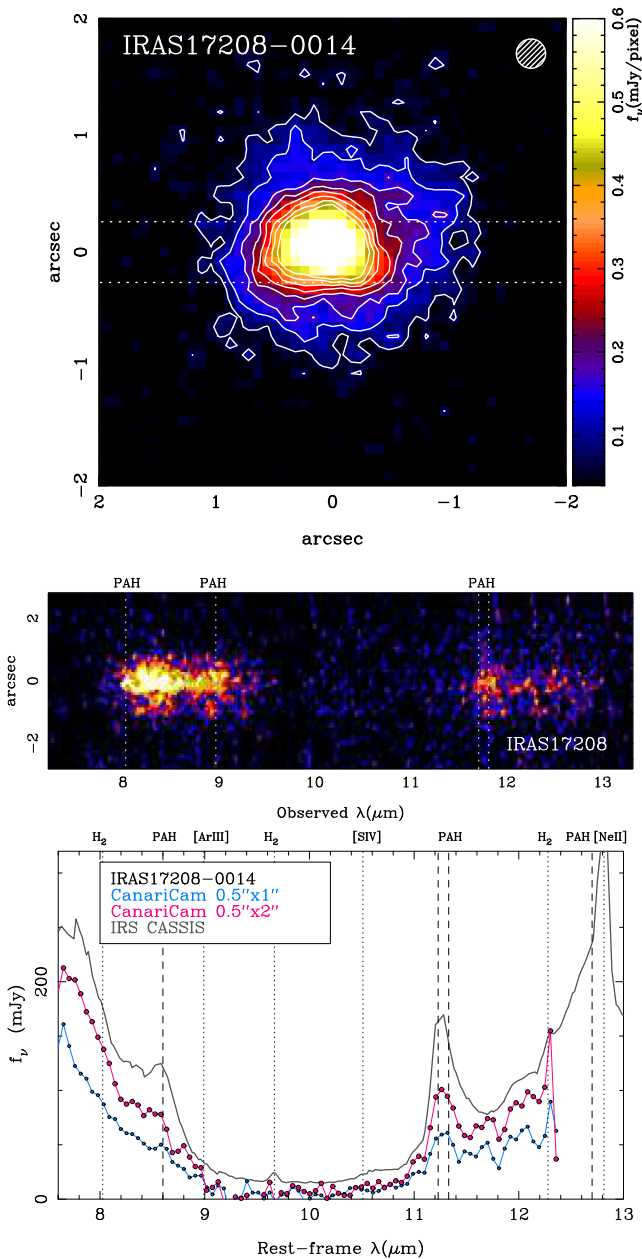 IRAS17208-0014
2
1
0
-1
-2
arcsec
2 1 0 -1 -2
arcsec
0.6
0.5
0.4
0.3
0.2
0.1
fν(mJy/pixel)
PAH PAH PAH
2
0
-2
arcsec
IRAS17208
8 9 10 11 12 13
Observed λ(μm)
H2 PAH [ArIII] H2 [SIV] PAH H2 PAH [NeII]
IRAS17208-0014
CanariCam 0.5"x1"
CanariCam 0.5"x2"
IRS CASSIS
200
0
fν (mJy)
8 9 10 11 12 13
Rest-frame λ(μm)